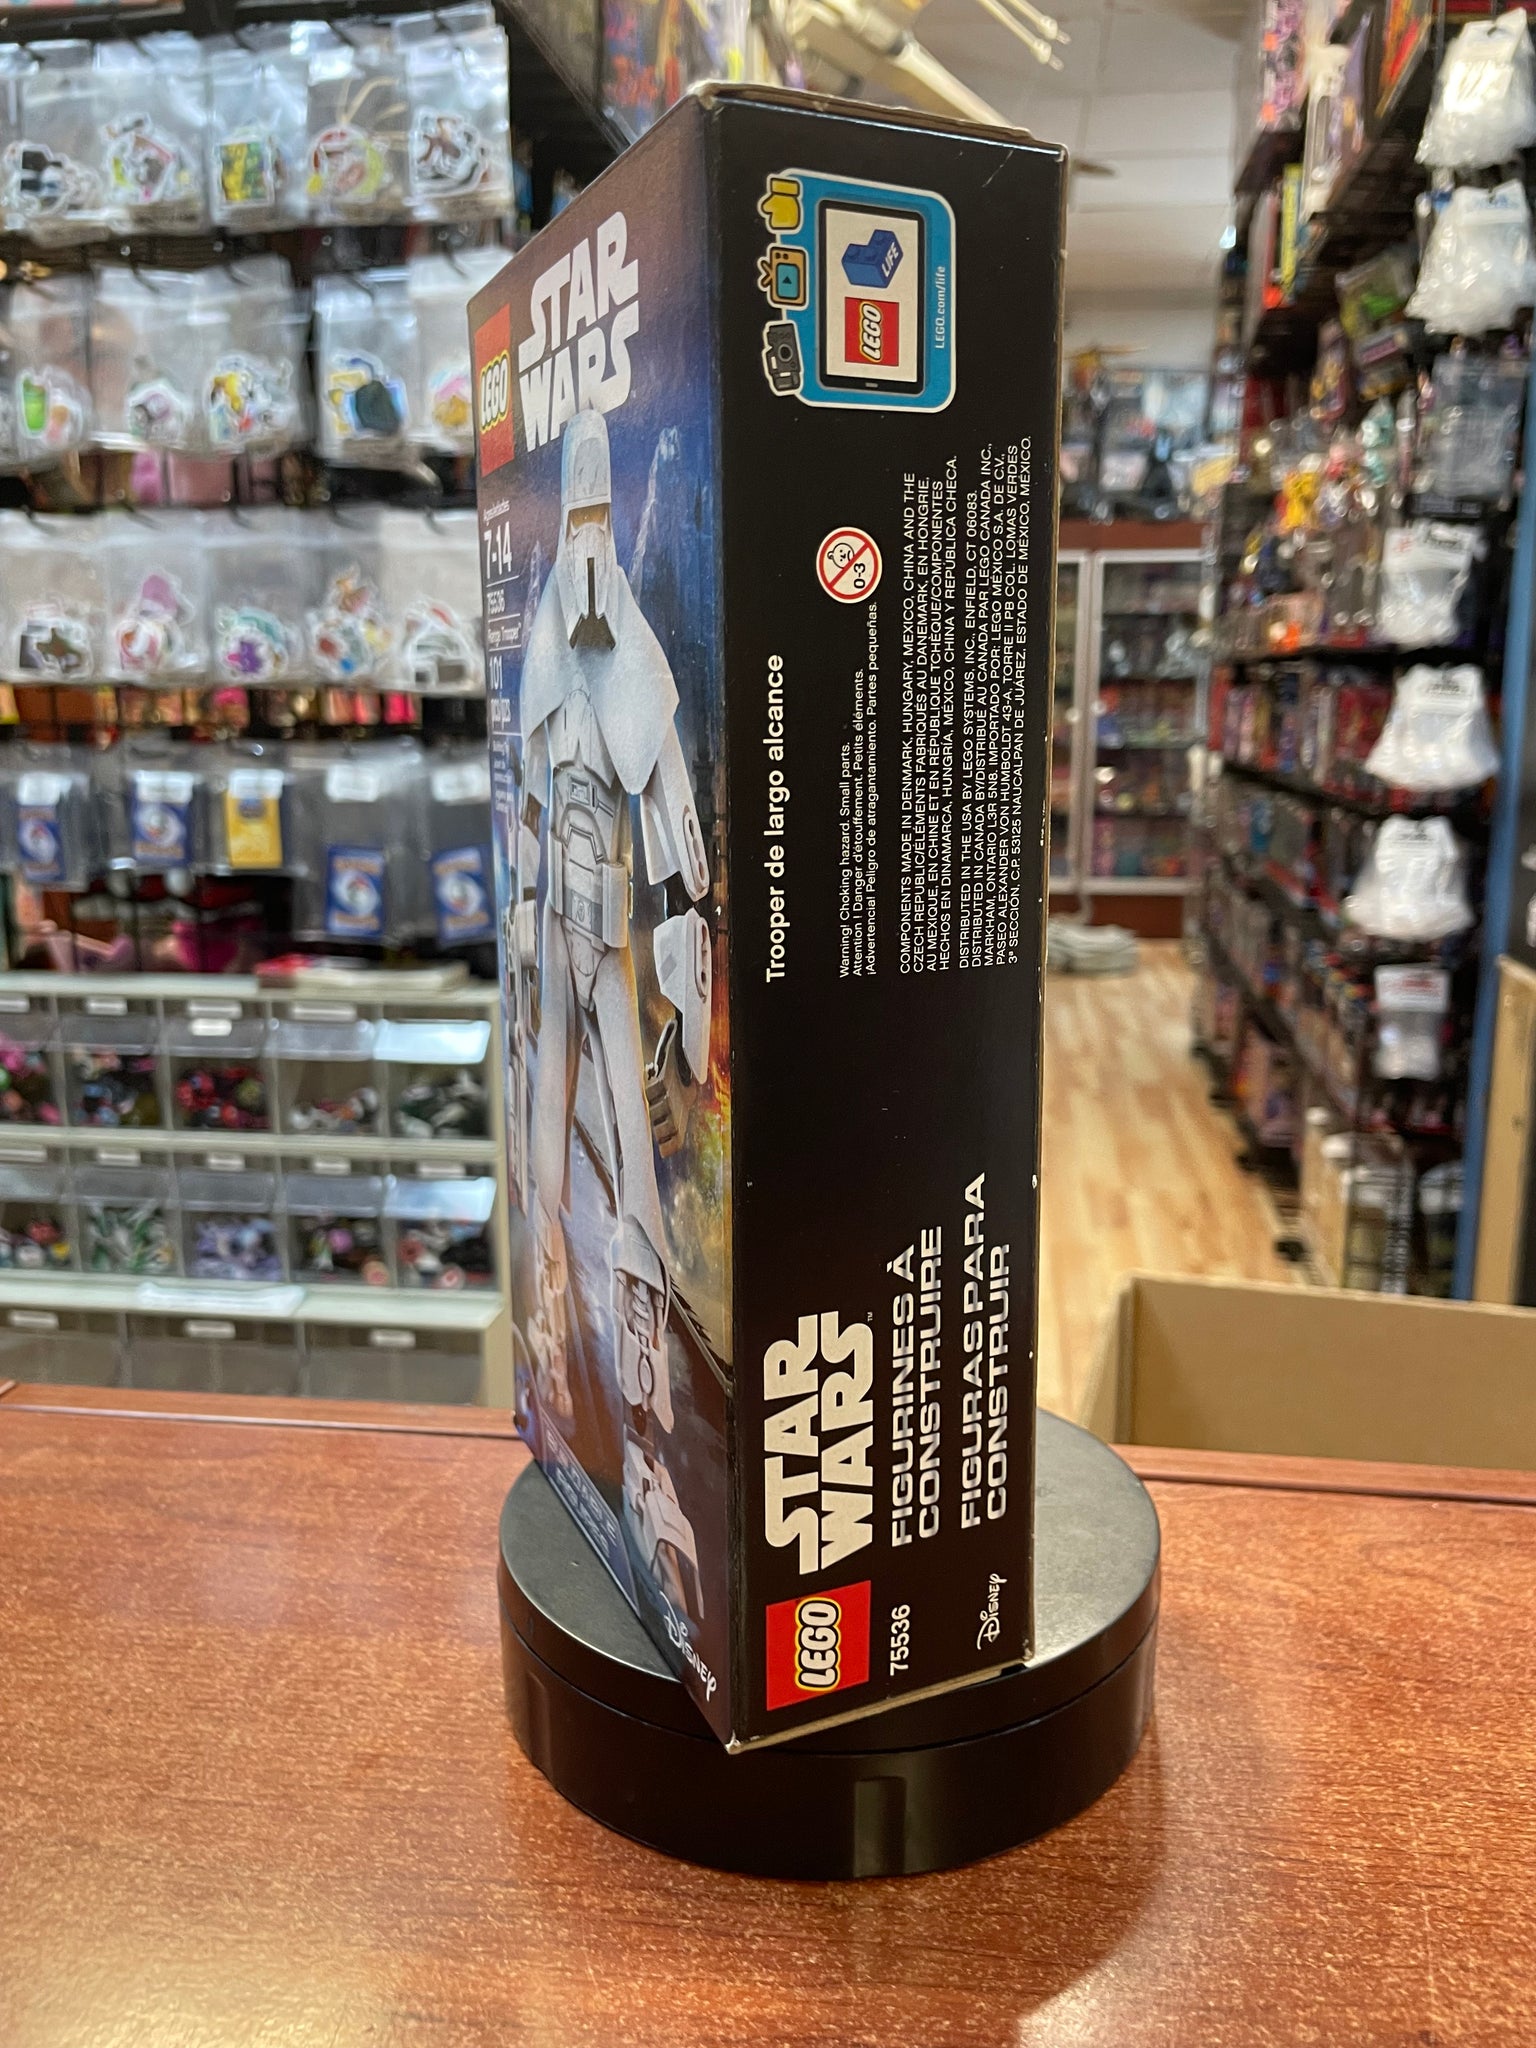 LEGO
STAR
WARS
7-14
75536
Range Trooper
101
pcs/pzs
Disney
LIFE
LEGO
LEGO.com/life
0-3
Trooper de largo alcance
Warning! Choking hazard. Small parts.
Attention ! Danger d'étouffement. Petits éléments.
¡Advertencia! Peligro de atragantamiento. Partes pequeñas.
COMPONENTS MADE IN DENMARK, HUNGARY, MEXICO, CHINA AND THE
CZECH REPUBLIC/ÉLÉMENTS FABRIQUÉS AU DANEMARK, EN HONGRIE,
AU MEXIQUE, EN CHINE ET EN RÉPUBLIQUE TCHÈQUE/COMPONENTES
HECHOS EN DINAMARCA, HUNGRÍA, MÉXICO, CHINA Y REPÚBLICA CHECA.
DISTRIBUTED IN THE USA BY LEGO SYSTEMS, INC., ENFIELD, CT 06083.
DISTRIBUTED IN CANADA BY/DISTRIBUÉ AU CANADA PAR LEGO CANADA INC.,
MARKHAM, ONTARIO L3R 5N8. IMPORTADO POR: LEGO MÉXICO S.A. DE C.V.,
PASEO ALEXANDER VON HUMBOLDT 43-A, TORRE II PB COL. LOMAS VERDES
3ª SECCIÓN, C.P. 53125 NAUCALPAN DE JUÁREZ, ESTADO DE MÉXICO, MÉXICO.
LEGO
STAR
WARS™
FIGURINES À
CONSTRUIRE
FIGURAS PARA
CONSTRUIR
75536
Disney